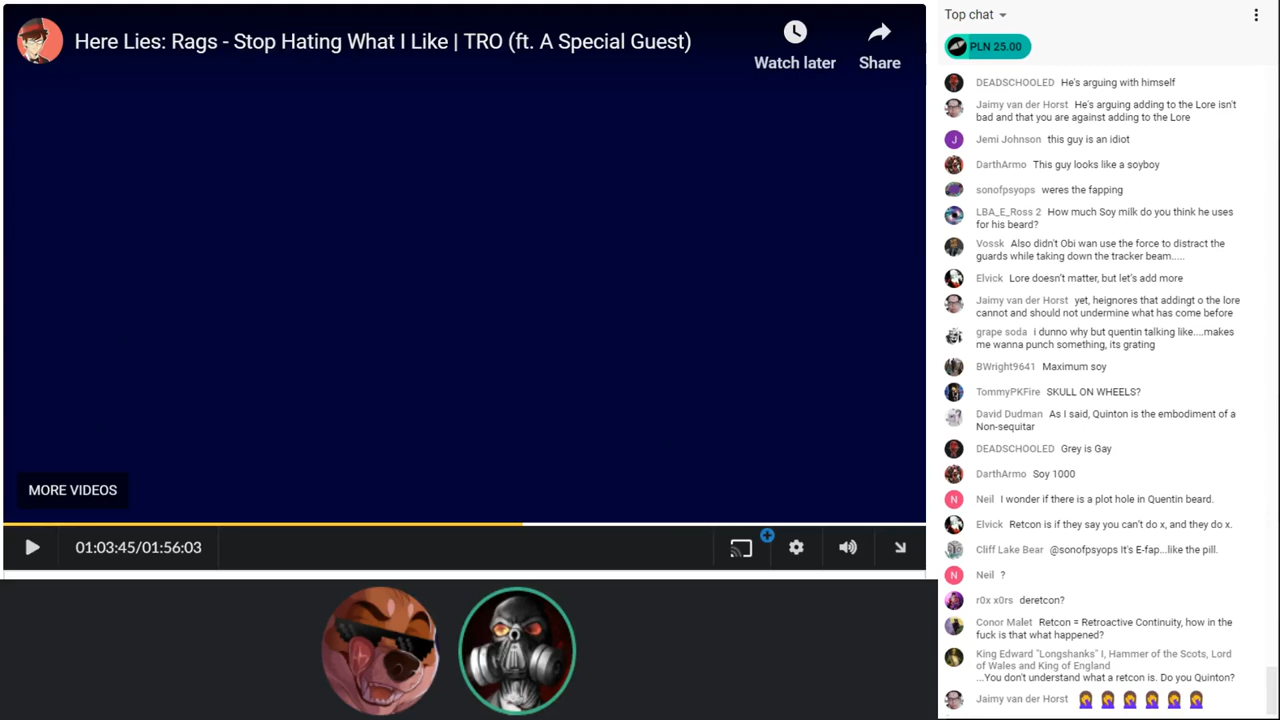 Here Lies: Rags - Stop Hating What I Like | TRO (ft. A Special Guest)
Watch later
Share
MORE VIDEOS
01:03:45/01:56:03
Top chat
PLN 25.00
DEADSCHOOLED He's arguing with himself
Jaimy van der Horst He's arguing adding to the Lore isn't
bad and that you are against adding to the Lore
J
Jemi Johnson this guy is an idiot
DarthArmo This guy looks like a soyboy
sonofpsyops weres the fapping
LBA_E_Ross 2 How much Soy milk do you think he uses
for his beard?
Vossk Also didn't Obi wan use the force to distract the
guards while taking down the tracker beam.....
Elvick Lore doesn't matter, but let's add more
Jaimy van der Horst yet, heignores that addingt o the lore
cannot and should not undermine what has come before
grape soda i dunno why but quentin talking like....makes
me wanna punch something, its grating
BWright9641 Maximum soy
TommyPKFire SKULL ON WHEELS?
David Dudman As I said, Quinton is the embodiment of a
Non-sequitar
DEADSCHOOLED Grey is Gay
DarthArmo Soy 1000
N
Neil I wonder if there is a plot hole in Quentin beard.
Elvick Retcon is if they say you can't do x, and they do x.
Cliff Lake Bear @sonofpsyops It's E-fap...like the pill.
N
Neil ?
r0x x0rs deretcon?
Conor Malet Retcon = Retroactive Continuity, how in the
fuck is that what happened?
King Edward "Longshanks" I, Hammer of the Scots, Lord
of Wales and King of England
...You don't understand what a retcon is. Do you Quinton?
Jaimy van der Horst 🤦‍♀️🤦‍♀️🤦‍♀️🤦‍♀️🤦‍♀️🤦‍♀️